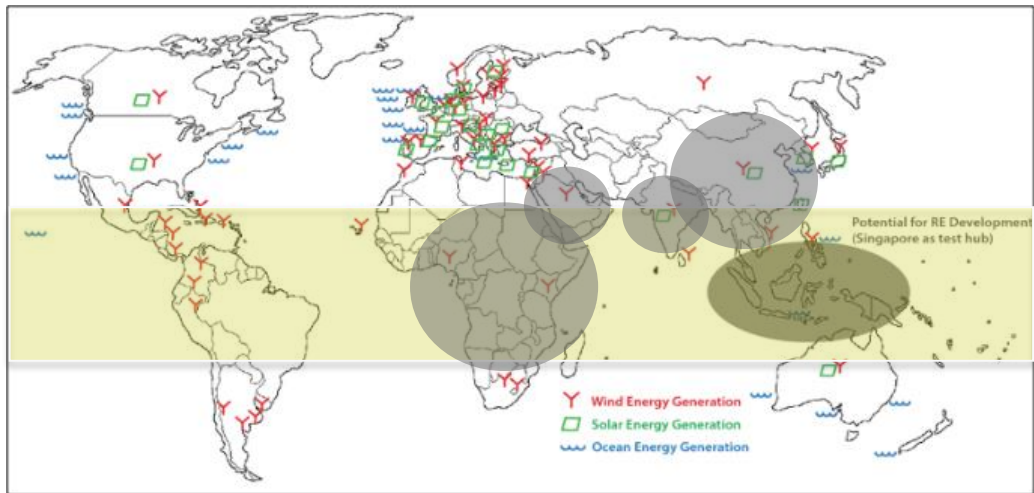 Potential for RE Development
(Singapore as test hub)
Wind Energy Generation
Solar Energy Generation
Ocean Energy Generation